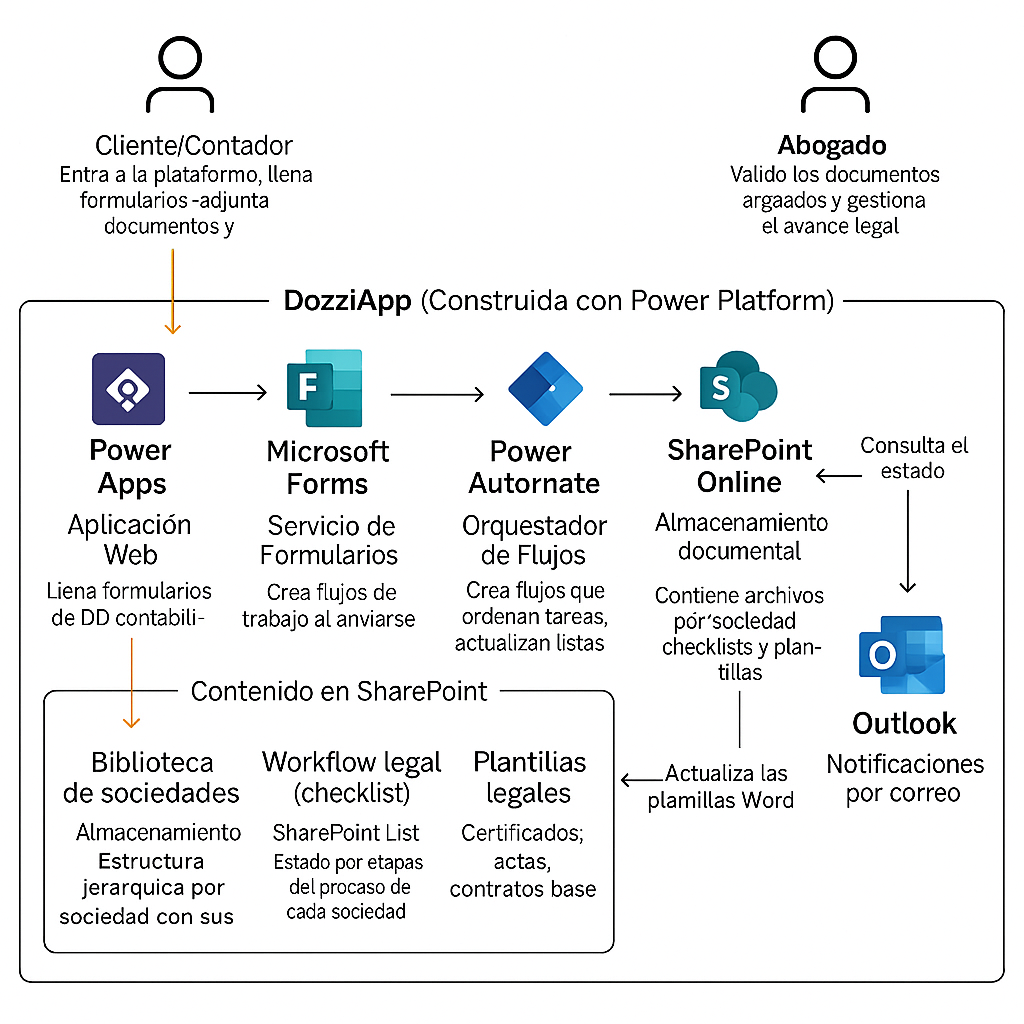 Cliente/Contador
Entra a la plataformo, llena
formularios -adjunta
documentos y
Abogado
Valido los documentos
argaados y gestiona
el avance legal
DozziApp (Construida con Power Platform)
F
S
Power
Apps
Aplicación
Web
Liena formularios
de DD contabili-
Microsoft
Forms
Servicio de
Formularios
Crea flujos de
trabajo al anviarse
Power
Autornate
Orquestador
de Flujos
Crea flujos que
ordenan tareas,
actualizan listas
SharePoint
Online
Almacenamiento
documental
Contiene archivos
pór'socledad
checklists y plan-
tillas
Consulta el
estado
O
Outlook
Notificaciones
por correo
Actualiza las
plamillas Word
Contenido en SharePoint
Biblioteca
de sociedades
Almacenamiento
Estructura
jerarquica por
sociedad con sus
Workflow legal
(checklist)
SharePoint List
Estado por etapas
del procaso de
cada sociedad
Plantilias
legales
Certificados;
actas,
contratos base